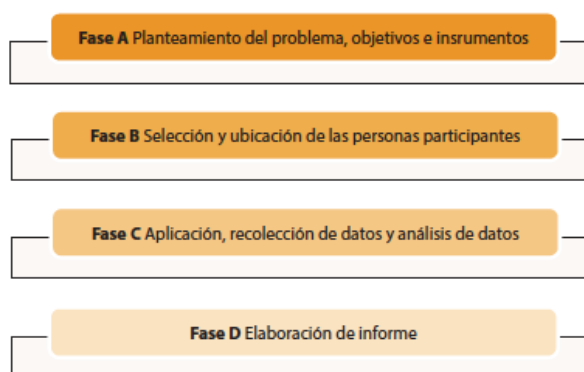 Fase A Planteamiento del problema, objetivos e insrumentos
Fase B Selección y ubicación de las personas participantes
Fase C Aplicación, recolección de datos y análisis de datos
Fase D Elaboración de informe